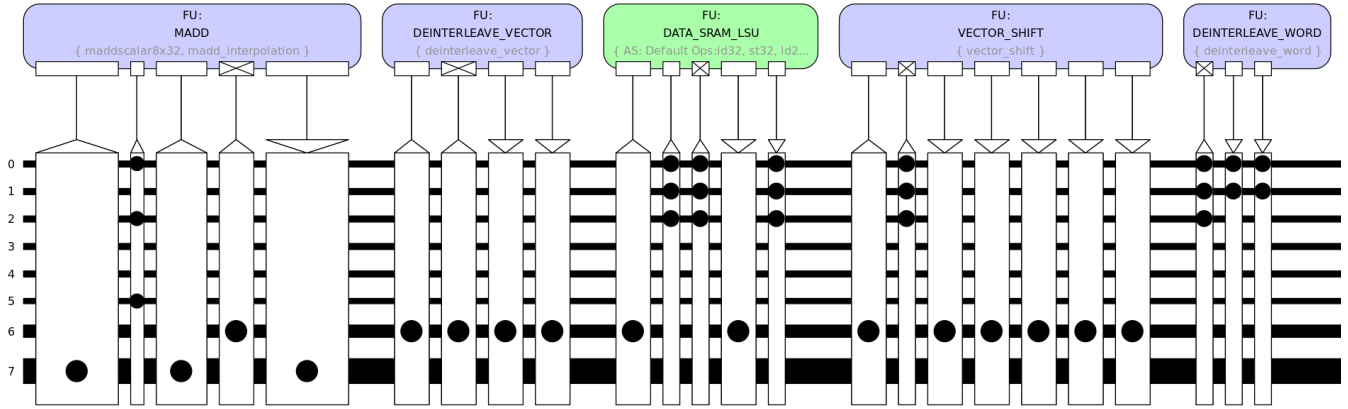 FU:
MADD
{ maddscalar8x32, madd_interpolation }
FU:
DEINTERLEAVE_VECTOR
{ deinterleave_vector }
FU:
DATA_SRAM_LSU
{ AS: Default Ops:ld32, st32, ld2...
FU:
VECTOR_SHIFT
{ vector_shift }
FU:
DEINTERLEAVE_WORD
{ deinterleave_word }
0
1
2
3
4
5
6
7